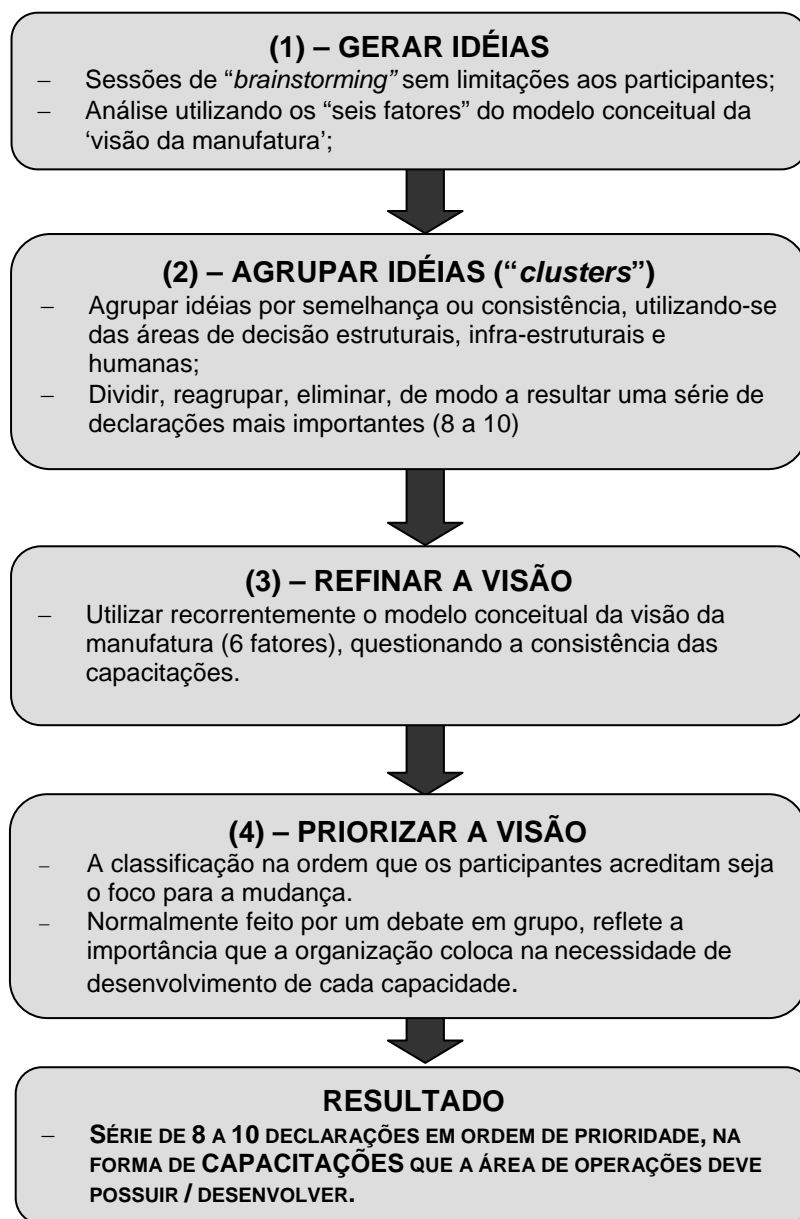 (1) – GERAR IDÉIAS
– Sessões de “brainstorming” sem limitações aos participantes;
– Análise utilizando os “seis fatores” do modelo conceitual da
‘visão da manufatura’;
(2) – AGRUPAR IDÉIAS (“clusters”)
– Agrupar idéias por semelhança ou consistência, utilizando-se
das áreas de decisão estruturais, infra-estruturais e
humanas;
– Dividir, reagrupar, eliminar, de modo a resultar uma série de
declarações mais importantes (8 a 10)
(3) – REFINAR A VISÃO
– Utilizar recorrentemente o modelo conceitual da visão da
manufatura (6 fatores), questionando a consistência das
capacitações.
(4) – PRIORIZAR A VISÃO
– A classificação na ordem que os participantes acreditam seja
o foco para a mudança.
– Normalmente feito por um debate em grupo, reflete a
importância que a organização coloca na necessidade de
desenvolvimento de cada capacidade.
RESULTADO
– SÉRIE DE 8 A 10 DECLARAÇÕES EM ORDEM DE PRIORIDADE, NA
FORMA DE CAPACITAÇÕES QUE A ÁREA DE OPERAÇÕES DEVE
POSSUIR / DESENVOLVER.